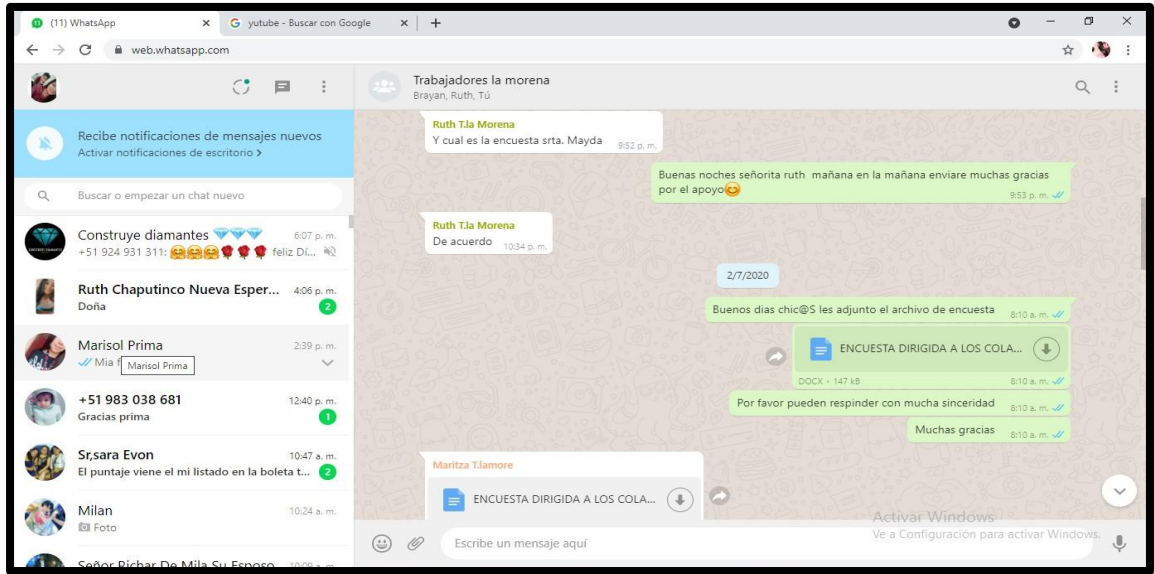 (11) WhatsApp
yutube - Buscar con Google
web.whatsapp.com
Recibe notificaciones de mensajes nuevos
Activar notificaciones de escritorio >
Buscar o empezar un chat nuevo
Construye diamantes 6:07 p. m.
+51 924 931 311: feliz Dí...
Ruth Chaputinco Nueva Esper... 4:06 p. m.
Doña 2
Marisol Prima 2:39 p. m.
Mia f
Marisol Prima
+51 983 038 681 12:40 p. m.
Gracias prima 1
Sr,sara Evon 10:47 a. m.
El puntaje viene el mi listado en la boleta t... 2
Milan 10:24 a. m.
Foto
Señor Richar De Mila Su Esposo 10:09 a. m.
Trabajadores la morena
Brayan, Ruth, Tú
Ruth T.la Morena
Y cual es la encuesta srta. Mayda 9:52 p. m.
Buenas noches señorita ruth mañana en la mañana enviare muchas gracias
por el apoyo😊 9:53 p. m.
Ruth T.la Morena
De acuerdo 10:34 p. m.
2/7/2020
Buenos dias chic@S les adjunto el archivo de encuesta 8:10 a. m.
ENCUESTA DIRIGIDA A LOS COLA...
DOCX • 147 kB 8:10 a. m.
Por favor pueden respinder con mucha sinceridad 8:10 a. m.
Muchas gracias 8:10 a. m.
Maritza T.lamore
ENCUESTA DIRIGIDA A LOS COLA...
Escribe un mensaje aquí
Activar Windows
Ve a Configuración para activar Windows.